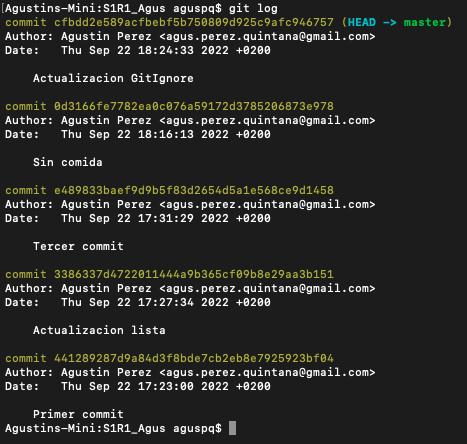 [Agustins-Mini:S1R1_Agus aguspq$ git log
commit cfbdd2e589acfbebf5b750809d925c9afc946757 (HEAD -> master)
Author: Agustin Perez <agus.perez.quintana@gmail.com>
Date:   Thu Sep 22 18:24:33 2022 +0200
Actualizacion GitIgnore
commit 0d3166fe7782ea0c076a59172d3785206873e978
Author: Agustin Perez <agus.perez.quintana@gmail.com>
Date:   Thu Sep 22 18:16:13 2022 +0200
Sin comida
commit e489833baef9d9b5f83d2654d5a1e568ce9d1458
Author: Agustin Perez <agus.perez.quintana@gmail.com>
Date:   Thu Sep 22 17:31:29 2022 +0200
Tercer commit
commit 3386337d4722011444a9b365cf09b8e29aa3b151
Author: Agustin Perez <agus.perez.quintana@gmail.com>
Date:   Thu Sep 22 17:27:34 2022 +0200
Actualizacion lista
commit 441289287d9a84d3f8bde7cb2eb8e7925923bf04
Author: Agustin Perez <agus.perez.quintana@gmail.com>
Date:   Thu Sep 22 17:23:00 2022 +0200
Primer commit
Agustins-Mini:S1R1_Agus aguspq$